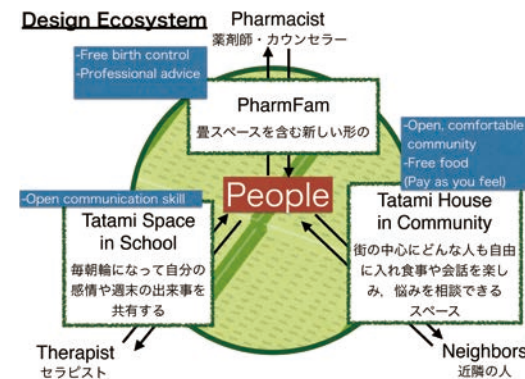 Design Ecosystem
Pharmacist
薬剤師・カウンセラー
-Free birth control
-Professional advice
PharmFam
畳スペースを含む新しい形の
-Open, comfortable
community
-Free food
(Pay as you feel)
People
-Open communication skill
Tatami Space
in School
毎朝輪になって自分の
感情や週末の出来事を
共有する
Tatami House
in Community
街の中心にどんな人も自由
に入れ食事や会話を楽し
み，悩みを相談できる
スペース
Therapist
セラピスト
Neighbors
近隣の人